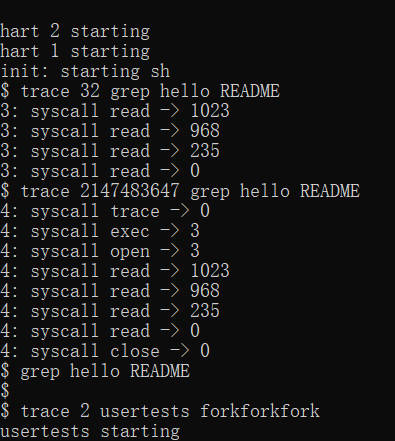 hart 2 starting
hart 1 starting
init: starting sh
$ trace 32 grep hello README
3: syscall read -> 1023
3: syscall read -> 968
3: syscall read -> 235
3: syscall read -> 0
$ trace 2147483647 grep hello README
4: syscall trace -> 0
4: syscall exec -> 3
4: syscall open -> 3
4: syscall read -> 1023
4: syscall read -> 968
4: syscall read -> 235
4: syscall read -> 0
4: syscall close -> 0
$ grep hello README
$
$ trace 2 usertests forkforkfork
usertests starting